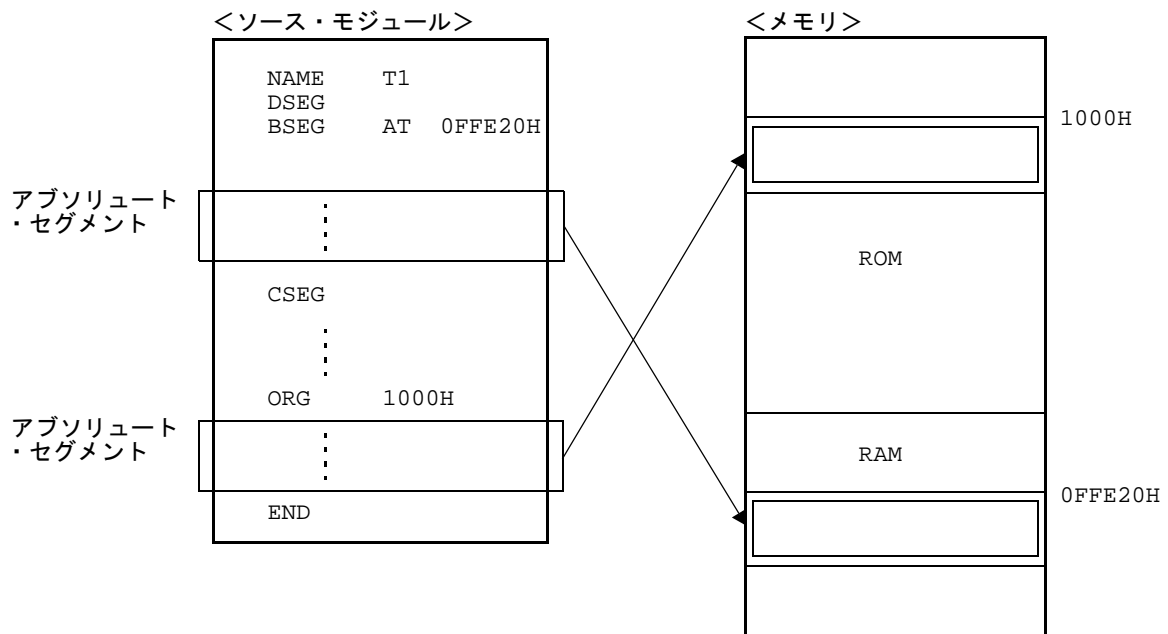 ＜ソース・モジュール＞
NAME T1
DSEG
BSEG AT 0FFE20H
アブソリュート
・セグメント
CSEG
ORG 1000H
アブソリュート
・セグメント
END
＜メモリ＞
1000H
ROM
RAM
0FFE20H